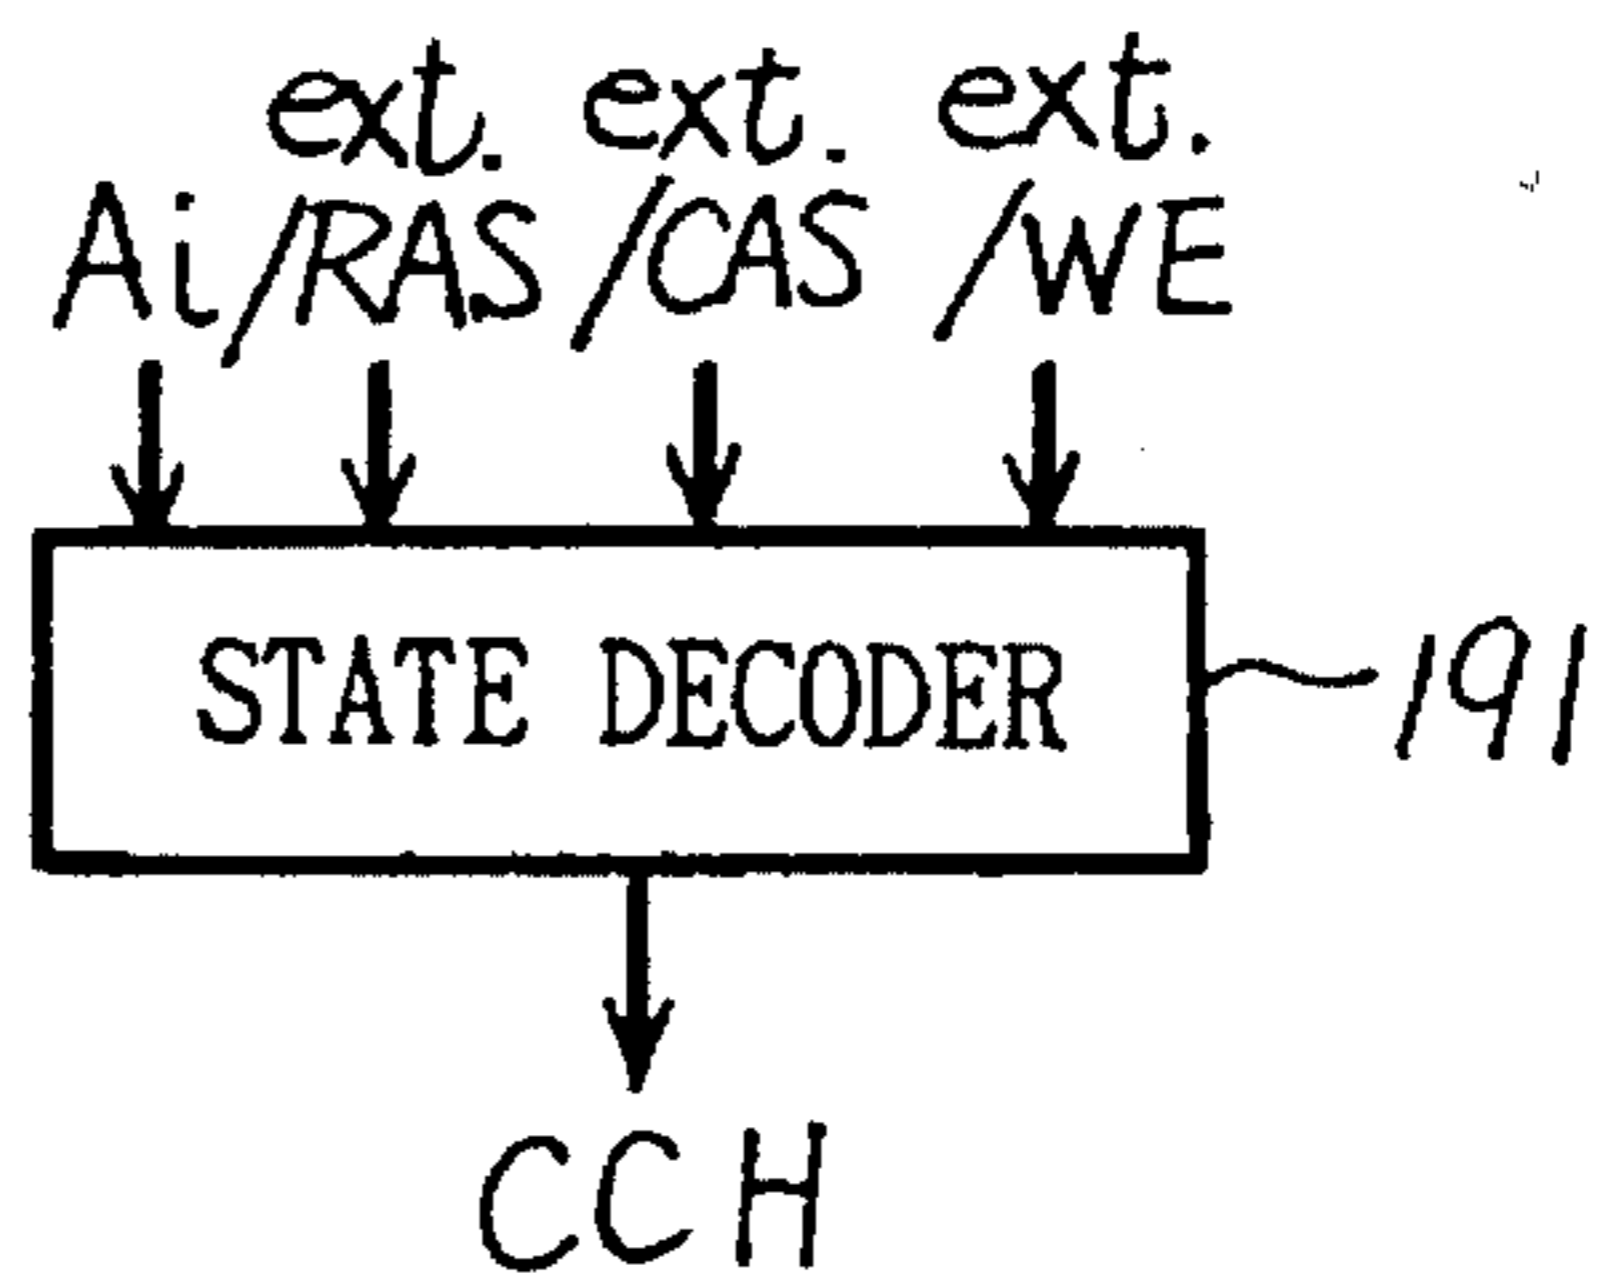 ext. ext. ext.
Ai /RAS /CAS /WE
STATE DECODER
191
CCH